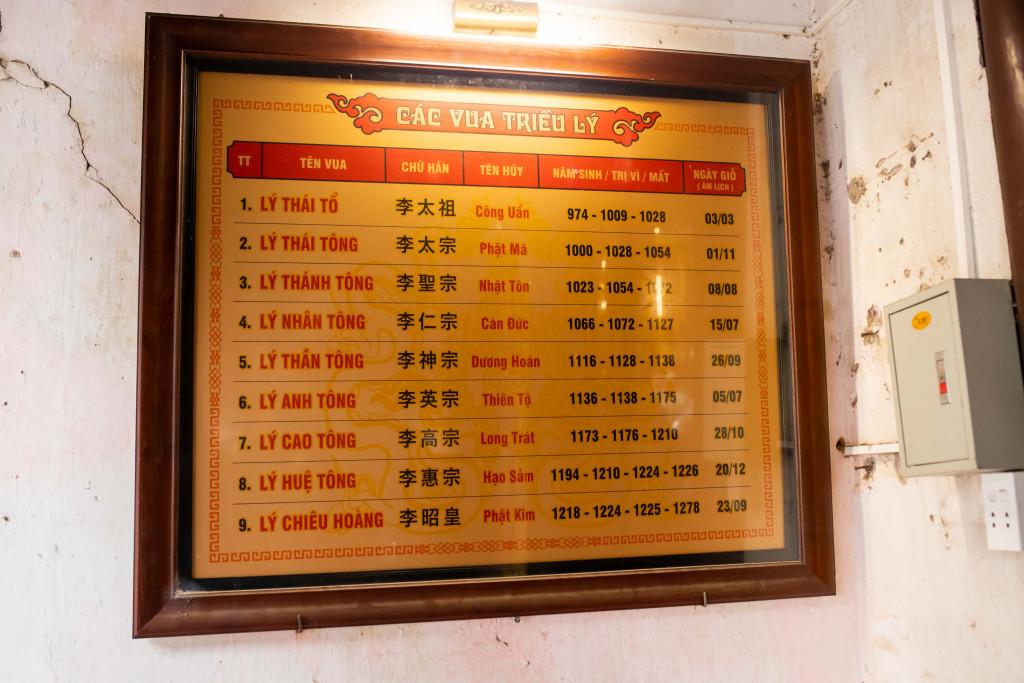 CÁC VUA TRIỀU LÝ
TT TÊN VUA CHỮ HÁN TÊN HÚY NĂM SINH / TRỊ VÌ / MẤT NGÀY GIỖ
( ÂM LỊCH )
1. LÝ THÁI TỔ 李太祖 Công Uẩn 974 - 1009 - 1028 03/03
2. LÝ THÁI TÔNG 李太宗 Phật Mã 1000 - 1028 - 1054 01/11
3. LÝ THÁNH TÔNG 李聖宗 Nhật Tôn 1023 - 1054 - 08/08
4. LÝ NHÂN TÔNG 李仁宗 Càn Đức 1066 - 1072 - 1127 15/07
5. LÝ THẦN TÔNG 李神宗 Dương Hoán 1116 - 1128 - 1138 26/09
6. LÝ ANH TÔNG 李英宗 Thiên Tộ 1136 - 1138 - 1175 05/07
7. LÝ CAO TÔNG 李高宗 Long Trát 1173 - 1176 - 1210 28/10
8. LÝ HUỆ TÔNG 李惠宗 Hạo Sảm 1194 - 1210 - 1224 - 1226 20/12
9. LÝ CHIÊU HOÀNG 李昭皇 Phật Kim 1218 - 1224 - 1225 - 1278 23/09